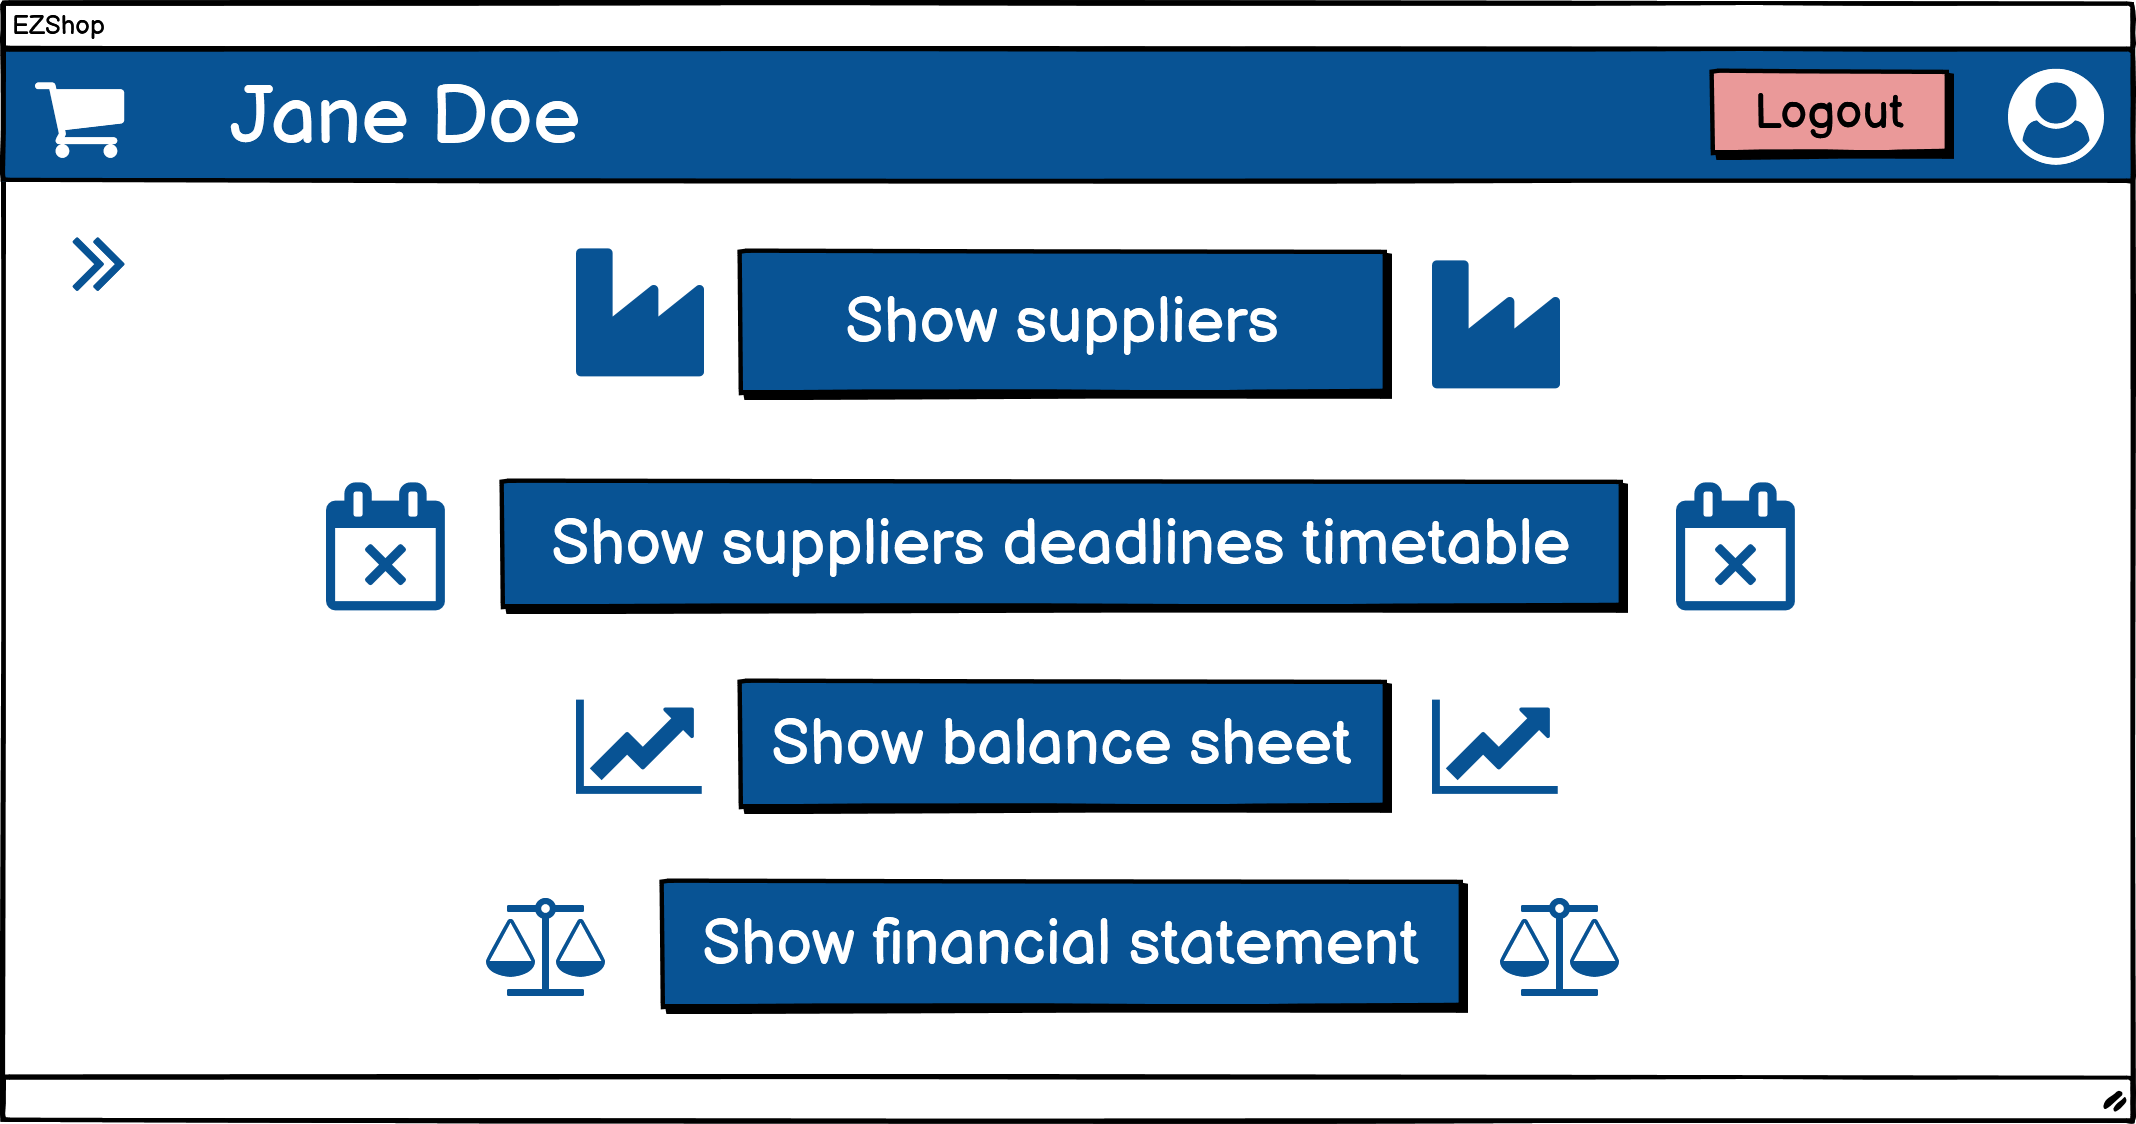 EZShop
Jane Doe
Logout
Show suppliers
Show suppliers deadlines timetable
Show balance sheet
Show financial statement